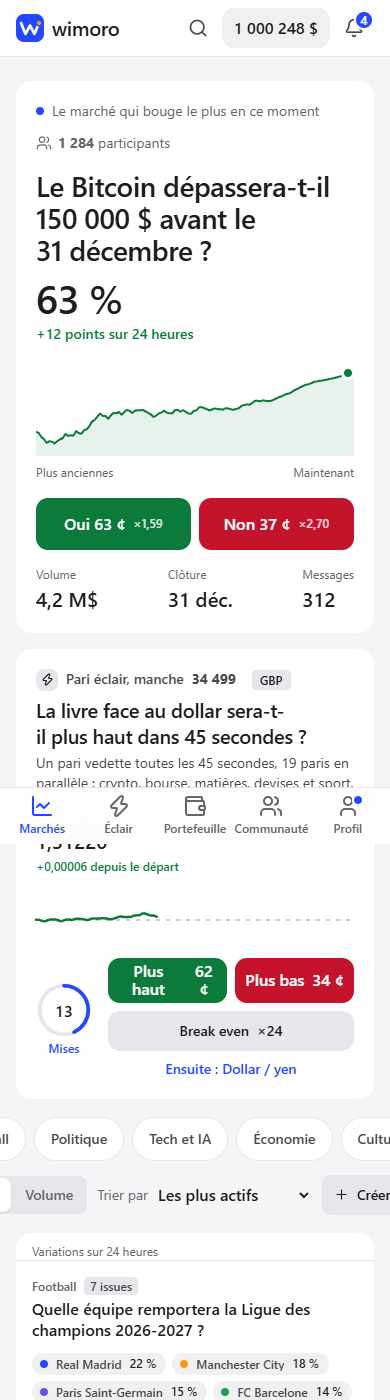 wimoro
1 000 248 $
4
Le marché qui bouge le plus en ce moment
1 284 participants
Le Bitcoin dépassera-t-il
150 000 $ avant le
31 décembre ?
63 %
+12 points sur 24 heures
Plus anciennes
Maintenant
Oui 63 ¢ ×1,59
Non 37 ¢ ×2,70
Volume
Clôture
Messages
4,2 M$
31 déc.
312
Pari éclair, manche 34 499 GBP
La livre face au dollar sera-t-
il plus haut dans 45 secondes ?
Un pari vedette toutes les 45 secondes, 19 paris en
parallèle : crypto, bourse, matières, devises et sport.
Marchés
Éclair
Portefeuille
Communauté
Profil
+0,00006 depuis le départ
Plus haut 62 ¢
Plus bas 34 ¢
13
Mises
Break even ×24
Ensuite : Dollar / yen
Politique
Tech et IA
Économie
Cultu
Volume
Trier par
Les plus actifs
+ Créer
Variations sur 24 heures
Football 7 issues
Quelle équipe remportera la Ligue des
champions 2026-2027 ?
Real Madrid 22 %
Manchester City 18 %
Paris Saint-Germain 15 %
FC Barcelone 14 %